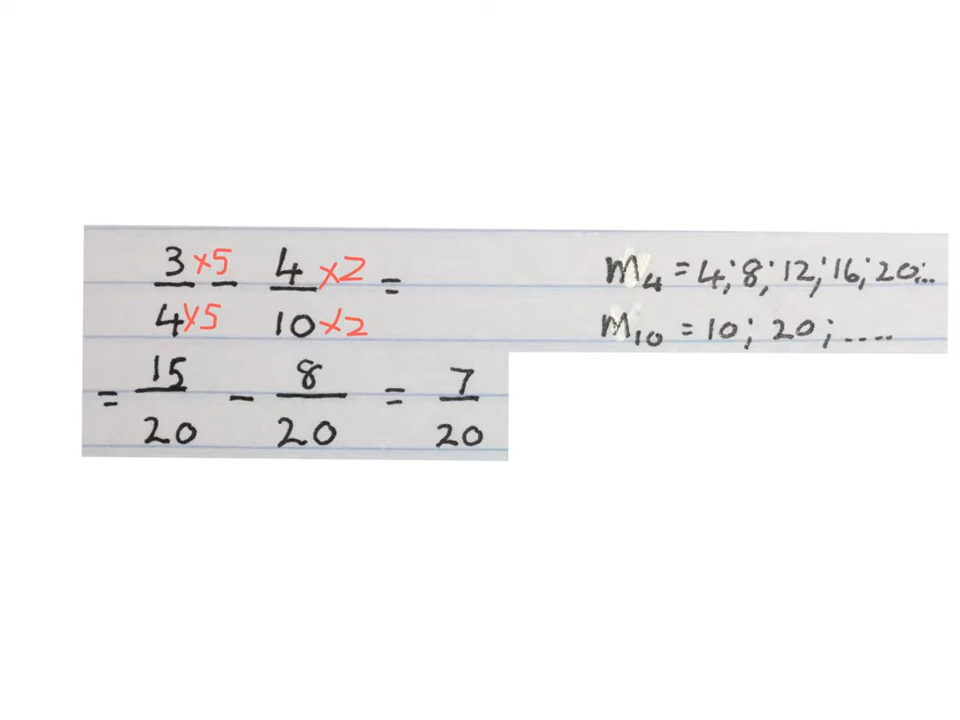 3×5/4×5 − 4×2/10×2 =
= 15/20 − 8/20 = 7/20
M₄ = 4; 8; 12; 16; 20;..
M₁₀ = 10; 20; .....